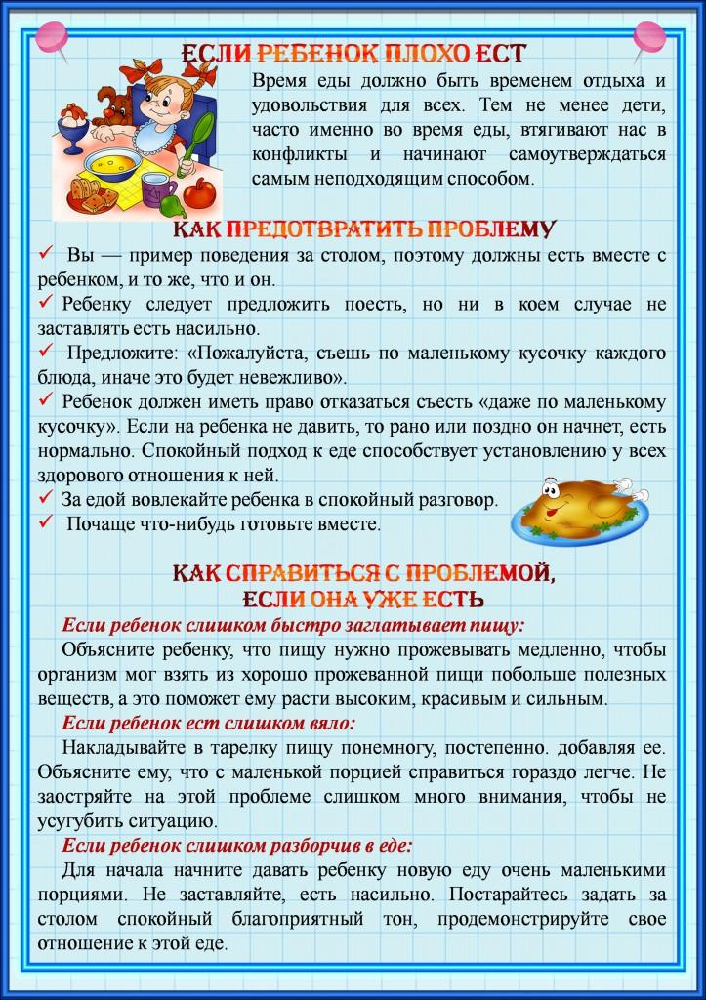 ЕСЛИ РЕБЕНОК ПЛОХО ЕСТ
Время еды должно быть временем отдыха и
удовольствия для всех. Тем не менее дети,
часто именно во время еды, втягивают нас в
конфликты и начинают самоутверждаться
самым неподходящим способом.
КАК ПРЕДОТВРАТИТЬ ПРОБЛЕМУ
✓ Вы — пример поведения за столом, поэтому должны есть вместе с
ребенком, и то же, что и он.
✓ Ребенку следует предложить поесть, но ни в коем случае не
заставлять есть насильно.
✓ Предложите: «Пожалуйста, съешь по маленькому кусочку каждого
блюда, иначе это будет невежливо».
✓ Ребенок должен иметь право отказаться съесть «даже по маленькому
кусочку». Если на ребенка не давить, то рано или поздно он начнет, есть
нормально. Спокойный подход к еде способствует установлению у всех
здорового отношения к ней.
✓ За едой вовлекайте ребенка в спокойный разговор.
✓ Почаще что-нибудь готовьте вместе.
КАК СПРАВИТЬСЯ С ПРОБЛЕМОЙ,
ЕСЛИ ОНА УЖЕ ЕСТЬ
Если ребенок слишком быстро заглатывает пищу:
Объясните ребенку, что пищу нужно прожевывать медленно, чтобы
организм мог взять из хорошо прожеванной пищи побольше полезных
веществ, а это поможет ему расти высоким, красивым и сильным.
Если ребенок ест слишком вяло:
Накладывайте в тарелку пищу понемногу, постепенно. добавляя ее.
Объясните ему, что с маленькой порцией справиться гораздо легче. Не
заостряйте на этой проблеме слишком много внимания, чтобы не
усугубить ситуацию.
Если ребенок слишком разборчив в еде:
Для начала начните давать ребенку новую еду очень маленькими
порциями. Не заставляйте, есть насильно. Постарайтесь задать за
столом спокойный благоприятный тон, продемонстрируйте свое
отношение к этой еде.